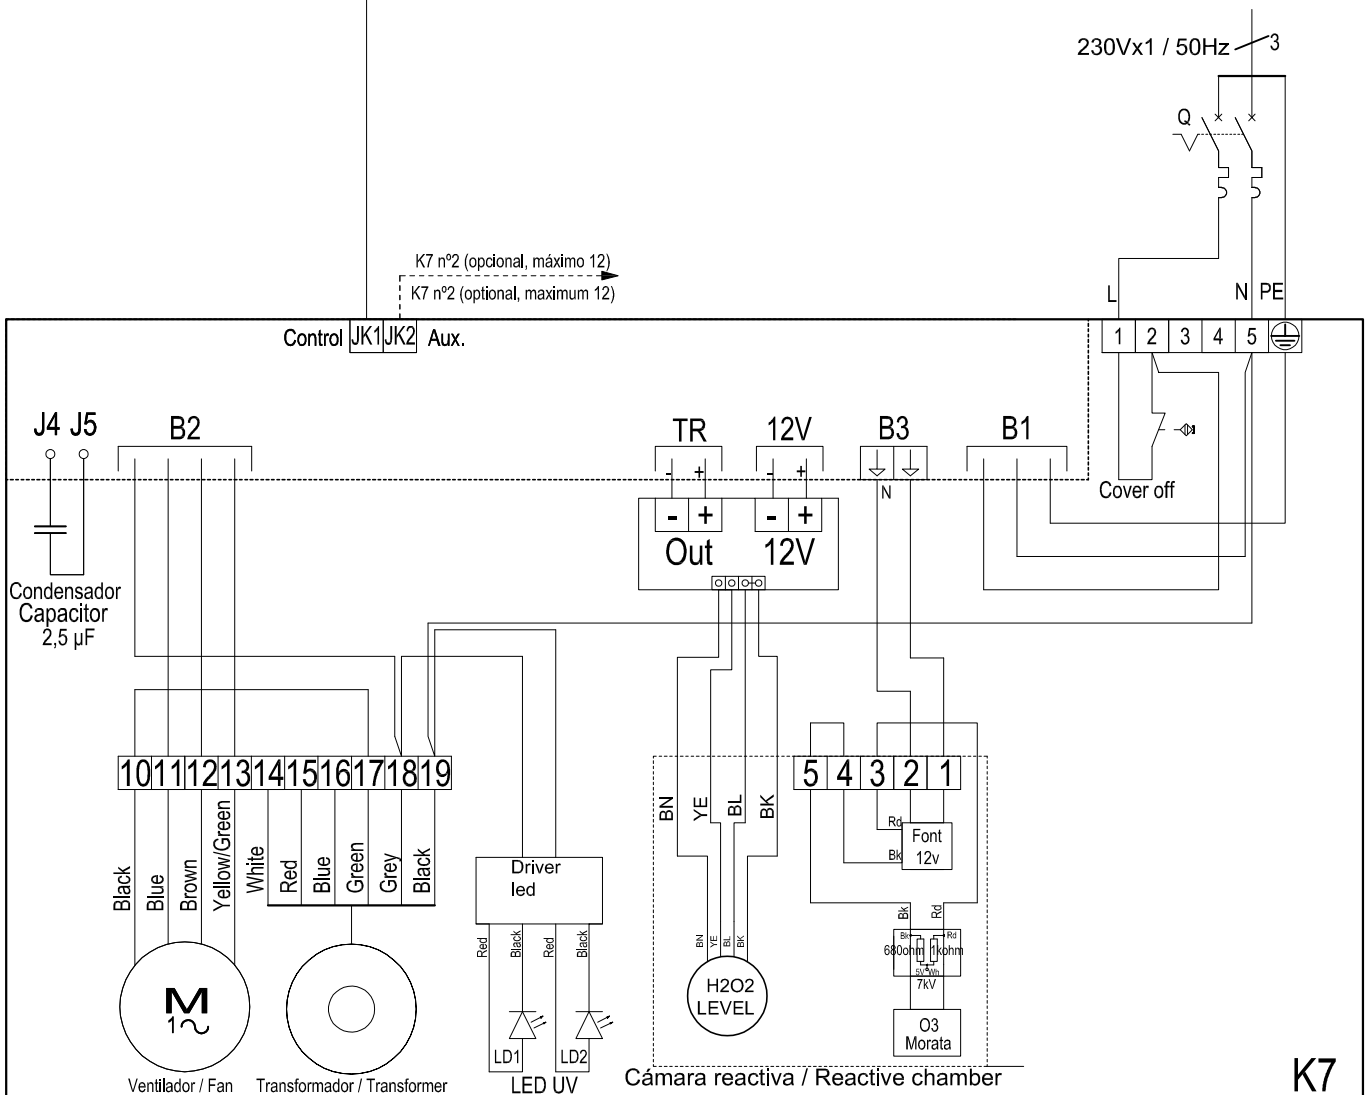 230Vx1 / 50Hz 3
Q
K7 nº2 (opcional, máximo 12)
K7 nº2 (optional, maximum 12)
L N PE
Control JK1 JK2 Aux.
1 2 3 4 5
J4 J5 B2 TR 12V B3 B1
- + - +
N
Cover off
- + - +
Out 12V
Condensador
Capacitor
2,5 µF
10 11 12 13 14 15 16 17 18 19
5 4 3 2 1
BN YE BL BK
Black Blue Brown Yellow/Green White Red Blue Green Grey Black
Rd
Bk
Font
12v
Driver
led
Red Black Red Black
Bk Rd
BN YE BL BK
Bk Rd
680ohm 1kohm
5V Wh
7kV
M
1~
H2O2
LEVEL
O3
Morata
LD1 LD2
Ventilador / Fan
Transformador / Transformer
LED UV
Cámara reactiva / Reactive chamber
K7